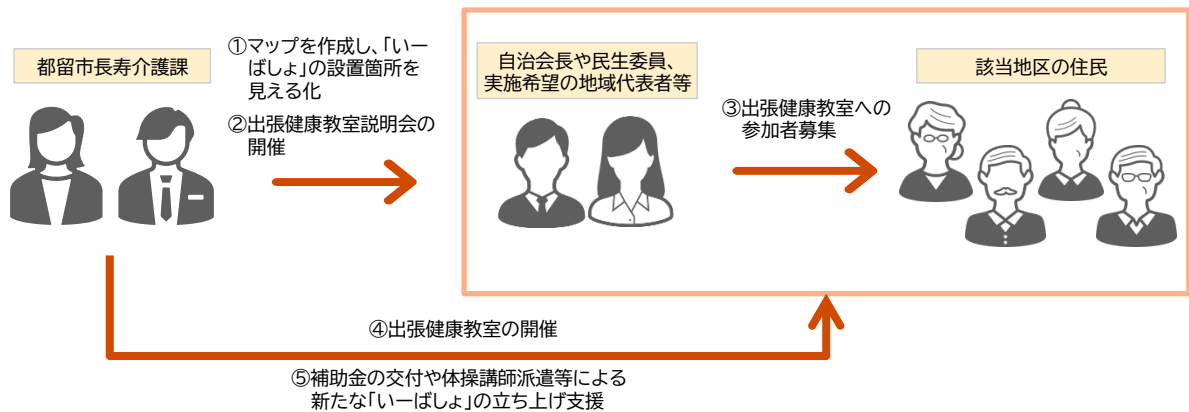 都留市長寿介護課
①マップを作成し、「いー
ばしょ」の設置箇所を
見える化
②出張健康教室説明会の
開催
自治会長や民生委員、
実施希望の地域代表者等
③出張健康教室への
参加者募集
該当地区の住民
④出張健康教室の開催
⑤補助金の交付や体操講師派遣等による
新たな「いーばしょ」の立ち上げ支援